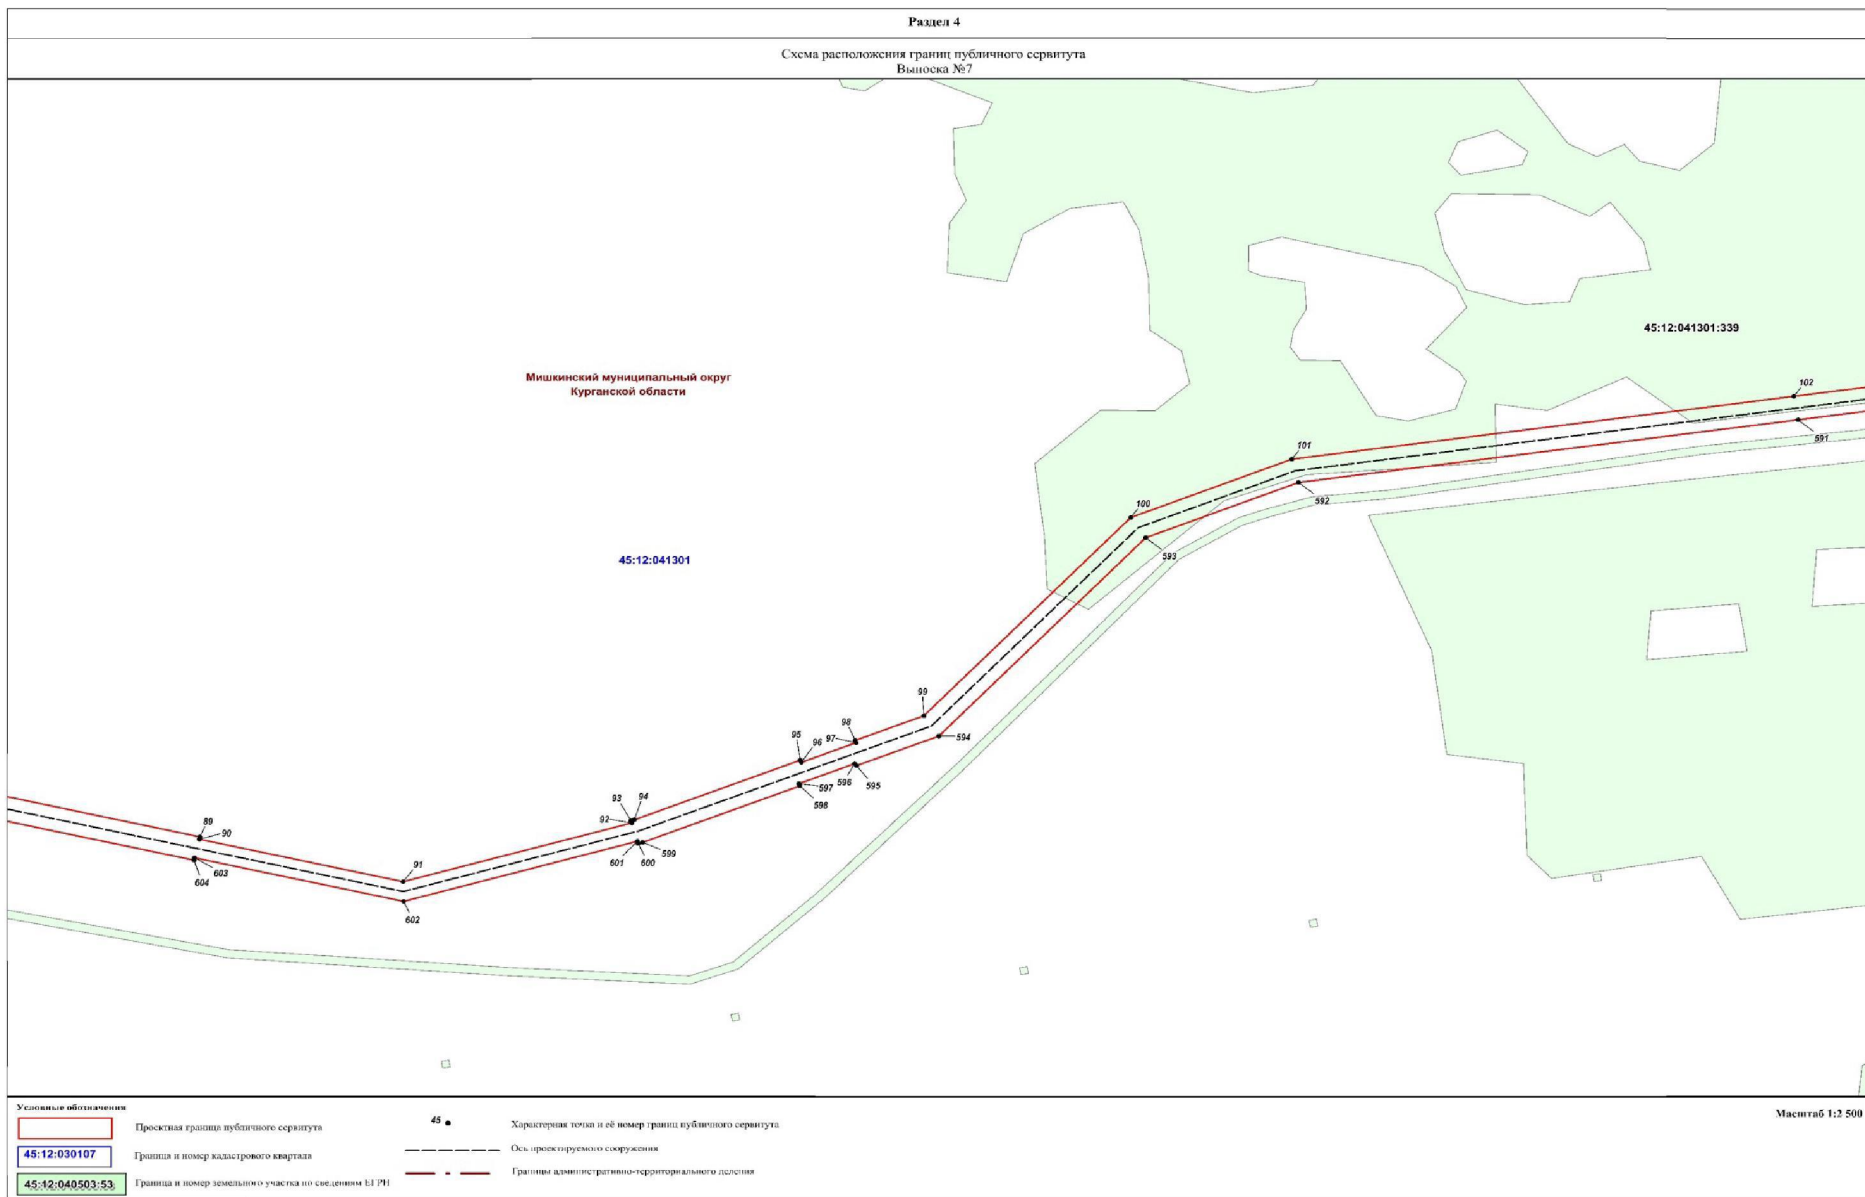 Раздел 4
Схема расположения границ публичного сервитута
Выноска №7
102
45:12:041301:339
Мишкинский муниципальный округ
Курганской области
591
101
592
100
593
45:12:041301
99
98
97
95
96
594
595
596
597
598
93
94
92
89
90
91
599
600
601
603
604
602
Условные обозначения
Проектная граница публичного сервитута
45:12:030107
Граница и номер кадастрового квартала
45:12:040503:53
Граница и номер земельного участка по сведениям ЕГРН
45
Характерная точка и её номер границ публичного сервитута
Ось проектируемого сооружения
Границы административно-территориального деления
Масштаб 1:2 500